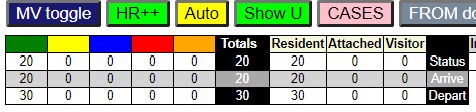 MV toggle HR++ Auto Show U CASES FROM do
Totals Resident Attached Visitor
20 0 0 0 0 20 20 0 0 Status
20 0 0 0 0 20 20 0 0 Arrive
30 0 0 0 0 30 30 0 0 Depart